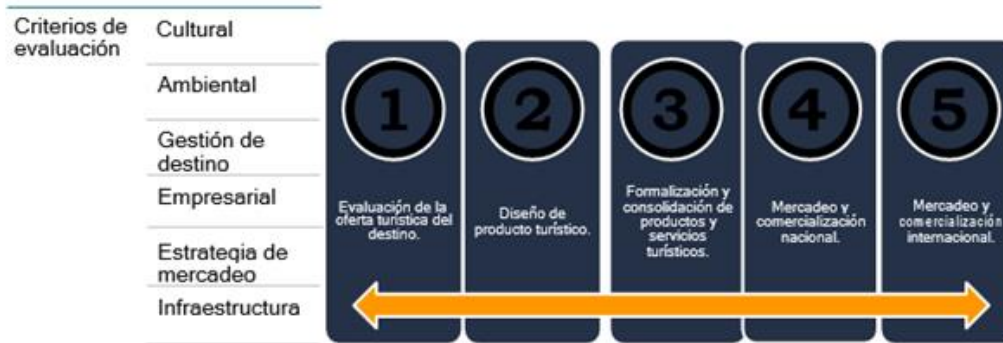 Criterios de
evaluación
Cultural
Ambiental
Gestión de
destino
Empresarial
Estrategia de
mercadeo
Infraestructura
1
Evaluación de la
oferta turística del
destino.
2
Diseño de
producto turístico.
3
Formalización y
consolidación de
productos y
servicios
turísticos.
4
Mercadeo y
comercialización
nacional.
5
Mercadeo y
comercialización
internacional.